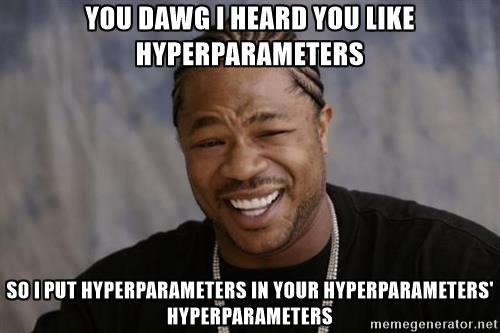 YOU DAWG I HEARD YOU LIKE
HYPERPARAMETERS
SO I PUT HYPERPARAMETERS IN YOUR HYPERPARAMETERS'
HYPERPARAMETERS
memegenerator.net